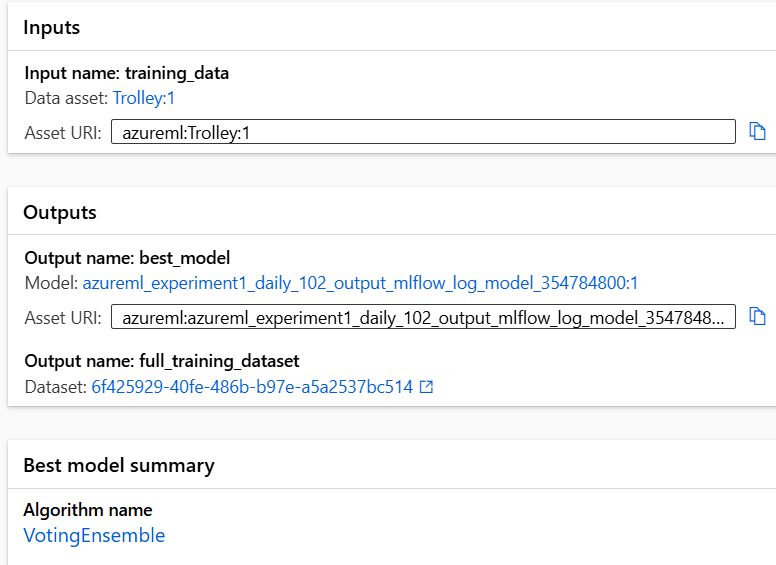 Inputs
Input name: training_data
Data asset: Trolley:1
Asset URI: azureml:Trolley:1
Outputs
Output name: best_model
Model: azureml_experiment1_daily_102_output_mlflow_log_model_354784800:1
Asset URI: azureml:azureml_experiment1_daily_102_output_mlflow_log_model_3547848...
Output name: full_training_dataset
Dataset: 6f425929-40fe-486b-b97e-a5a2537bc514
Best model summary
Algorithm name
VotingEnsemble